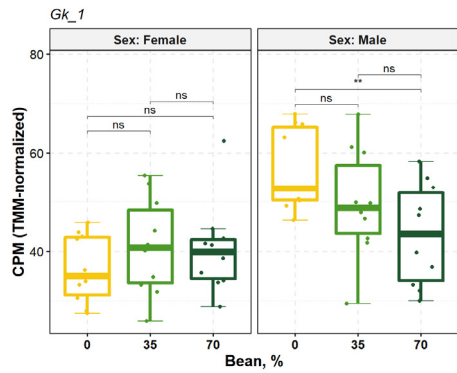 Gk_1
Sex: Female
Sex: Male
80
60
40
CPM (TMM-normalized)
ns
ns
ns
ns
**
ns
0
35
70
0
35
70
Bean, %